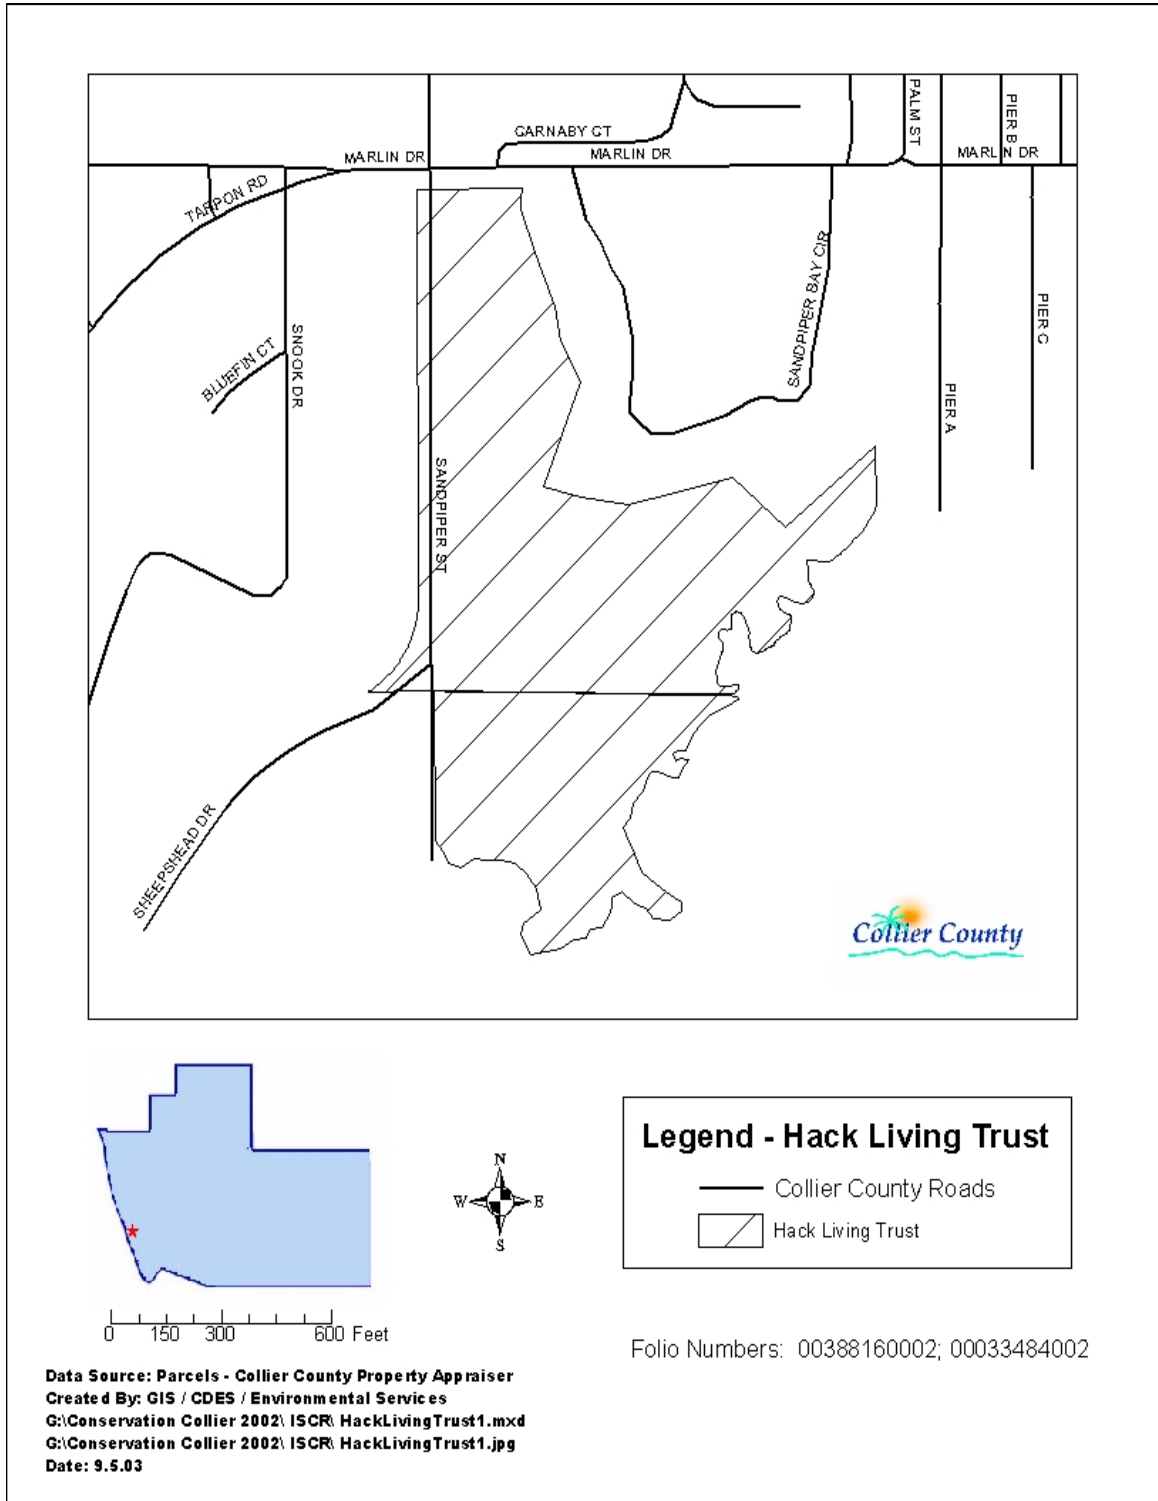 PALM ST
PIER B
CARNABY CT
MARLIN DR
MARLIN DR
MARLIN DR
TARPON RD
SANDPIPER BAY CIR
SNOOK DR
PIER C
BLUEFIN CT
PIER A
SANDPIPER ST
SHEEPSHEAD DR
Collier County
Legend - Hack Living Trust
Collier County Roads
Hack Living Trust
N
W E
S
0 150 300 600 Feet
Folio Numbers: 00388160002; 00033484002
Data Source: Parcels - Collier County Property Appraiser
Created By: GIS / CDES / Environmental Services
G:\Conservation Collier 2002\ ISCR\ HackLivingTrust1.mxd
G:\Conservation Collier 2002\ ISCR\ HackLivingTrust1.jpg
Date: 9.5.03